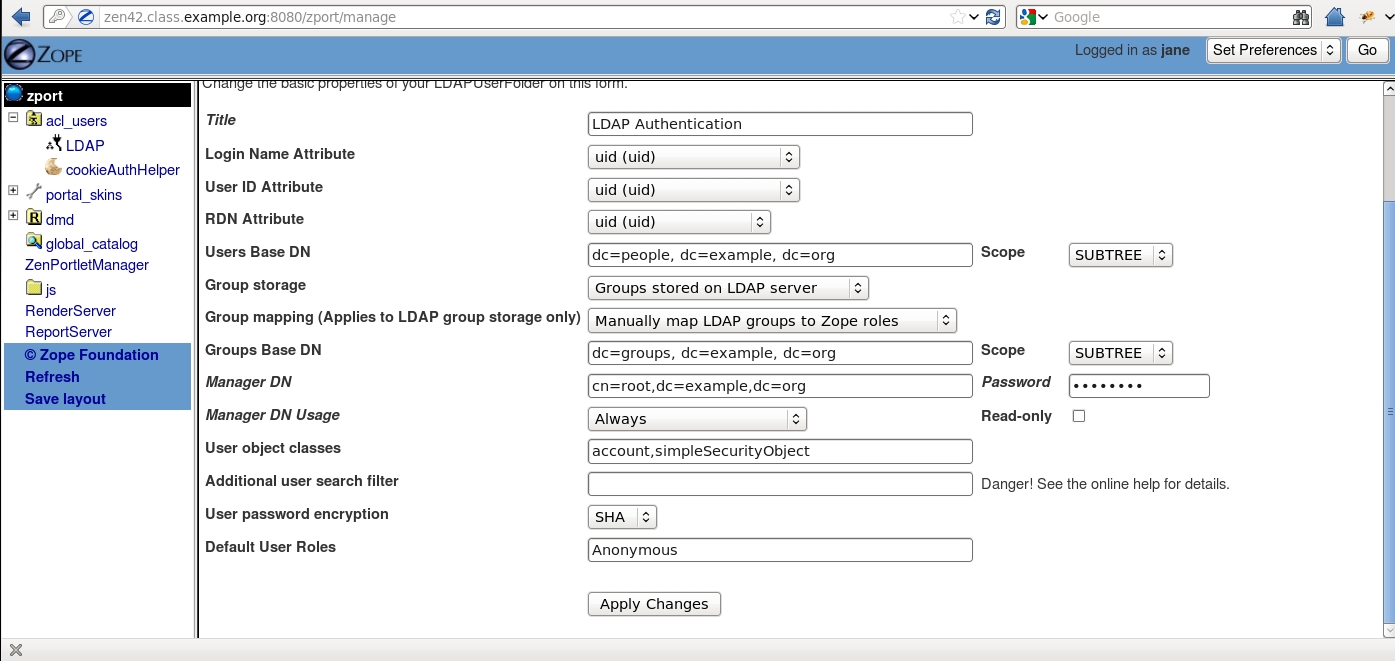 zen42.class.example.org:8080/zport/manage
Google
ZOPE
Logged in as jane
Set Preferences
Go
zport
acl_users
LDAP
cookieAuthHelper
portal_skins
dmd
global_catalog
ZenPortletManager
js
RenderServer
ReportServer
© Zope Foundation
Refresh
Save layout
Change the basic properties of your LDAPUserFolder on this form.
Title LDAP Authentication
Login Name Attribute uid (uid)
User ID Attribute uid (uid)
RDN Attribute uid (uid)
Users Base DN dc=people, dc=example, dc=org Scope SUBTREE
Group storage Groups stored on LDAP server
Group mapping (Applies to LDAP group storage only) Manually map LDAP groups to Zope roles
Groups Base DN dc=groups, dc=example, dc=org Scope SUBTREE
Manager DN cn=root,dc=example,dc=org Password ••••••••
Manager DN Usage Always Read-only
User object classes account,simpleSecurityObject
Additional user search filter Danger! See the online help for details.
User password encryption SHA
Default User Roles Anonymous
Apply Changes